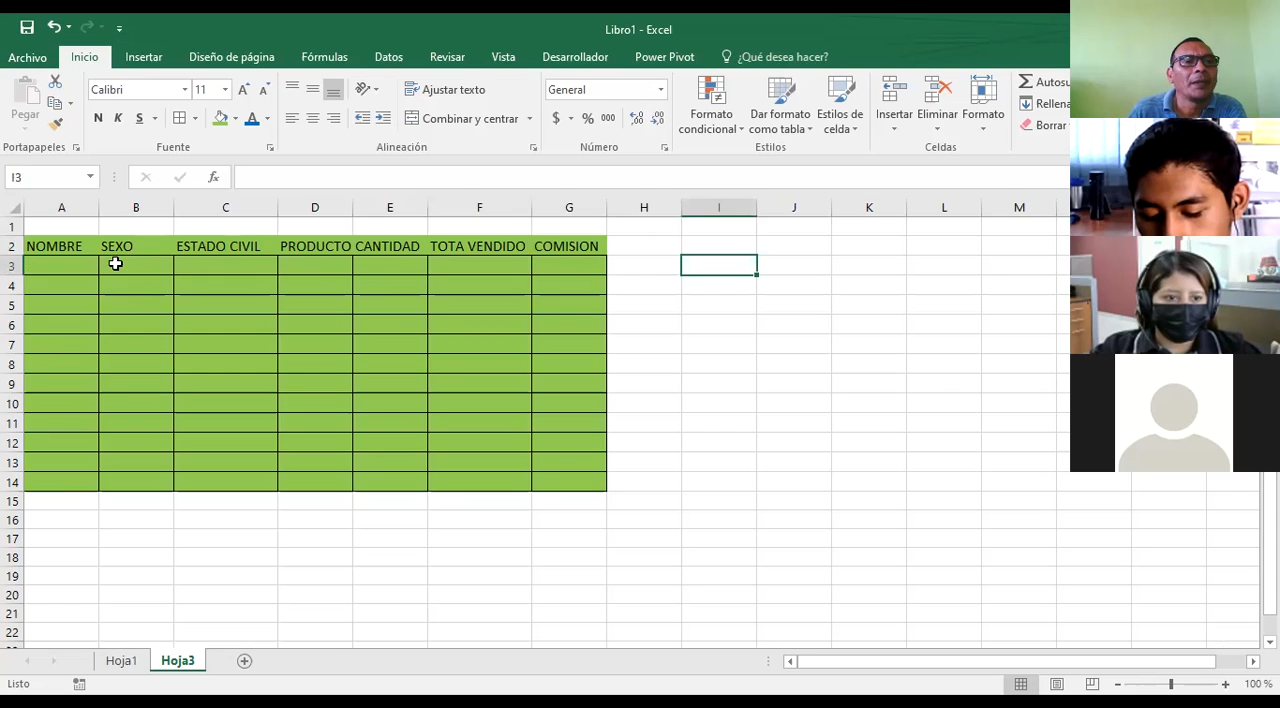 Libro1 - Excel
Archivo Inicio Insertar Diseño de página Fórmulas Datos Revisar Vista Desarrollador Power Pivot ¿Qué desea hacer?
Calibri 11 Ajustar texto General Autosu
Pegar Rellena
N K S A Combinar y centrar $ % 000 Formato condicional Dar formato como tabla Estilos de celda Insertar Eliminar Formato Borrar
Portapapeles Fuente Alineación Número Estilos Celdas
I3 fx
A B C D E F G H I J K L M
1
2 NOMBRE SEXO ESTADO CIVIL PRODUCTO CANTIDAD TOTA VENDIDO COMISION
3
4
5
6
7
8
9
10
11
12
13
14
15
16
17
18
19
20
21
22
Hoja1 Hoja3
Listo 100 %